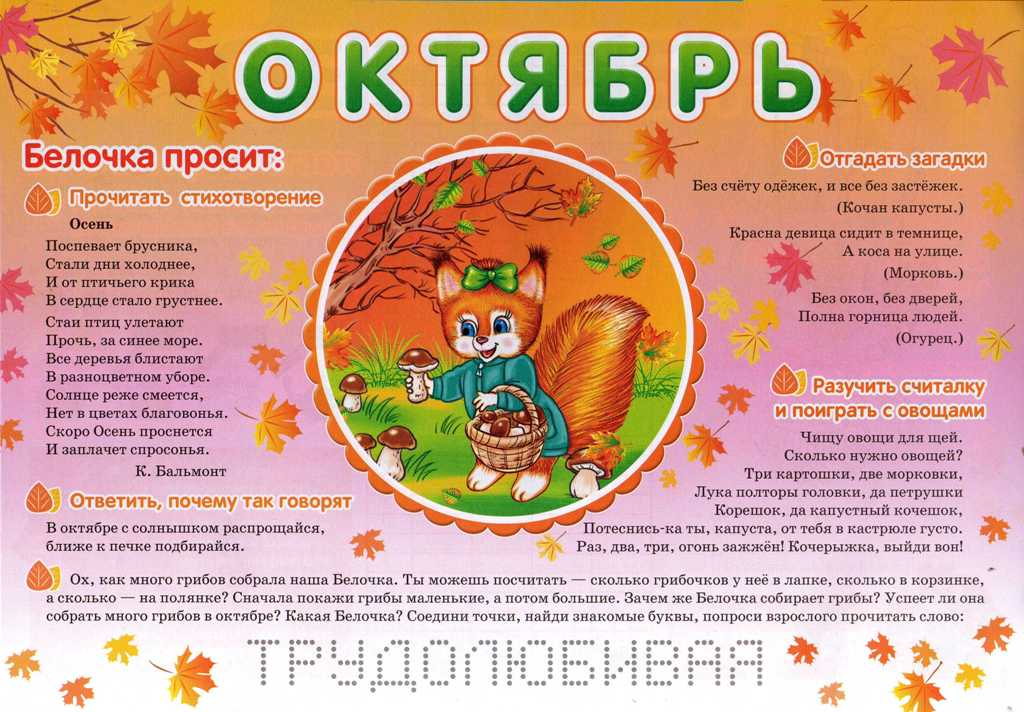 ОКТЯБРЬ
Белочка просит:
Прочитать стихотворение
Осень
Поспевает брусника,
Стали дни холоднее,
И от птичьего крика
В сердце стало грустнее.
Стаи птиц улетают
Прочь, за синее море.
Все деревья блистают
В разноцветном уборе.
Солнце реже смеется,
Нет в цветах благовонья.
Скоро Осень проснется
И заплачет спросонья.
К. Бальмонт
Ответить, почему так говорят
В октябре с солнышком распрощайся,
ближе к печке подбирайся.
Отгадать загадки
Без счёту одёжек, и все без застёжек.
(Кочан капусты.)
Красна девица сидит в темнице,
А коса на улице.
(Морковь.)
Без окон, без дверей,
Полна горница людей.
(Огурец.)
Разучить считалку
и поиграть с овощами
Чищу овощи для щей.
Сколько нужно овощей?
Три картошки, две морковки,
Лука полторы головки, да петрушки
Корешок, да капустный кочешок,
Потеснись-ка ты, капуста, от тебя в кастрюле густо.
Раз, два, три, огонь зажжён! Кочерыжка, выйди вон!
Ох, как много грибов собрала наша Белочка. Ты можешь посчитать — сколько грибочков у неё в лапке, сколько в корзинке,
а сколько — на полянке? Сначала покажи грибы маленькие, а потом большие. Зачем же Белочка собирает грибы? Успеет ли она
собрать много грибов в октябре? Какая Белочка? Соедини точки, найди знакомые буквы, попроси взрослого прочитать слово:
ТРУДОЛЮБИВАЯ